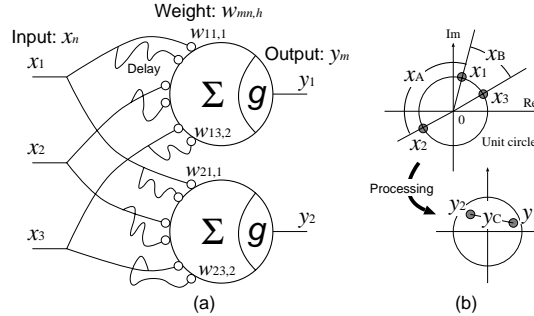 Weight: wmn,h
Input: xn
w11,1
Output: ym
x1
Delay
Σ
g
y1
w13,2
x2
w21,1
x3
Σ
g
y2
w23,2
(a)
Im
xB
xA
x1
x3
Re
0
x2
Unit circle
Processing
y2
yC
y
(b)